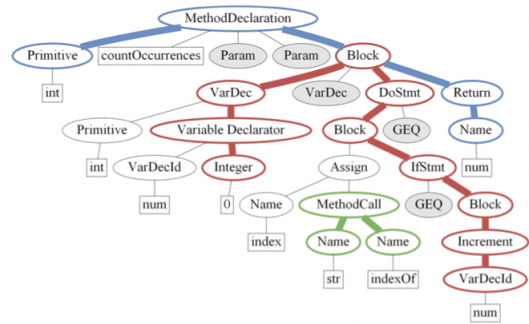 MethodDeclaration
Primitive countOccurrences Param Param Block
int VarDec VarDec DoStmt Return
Primitive Variable Declarator Block GEQ Name
int VarDecId Integer Assign IfStmt num
num 0 Name MethodCall GEQ Block
index Name Name Increment
str indexOf VarDecId
num